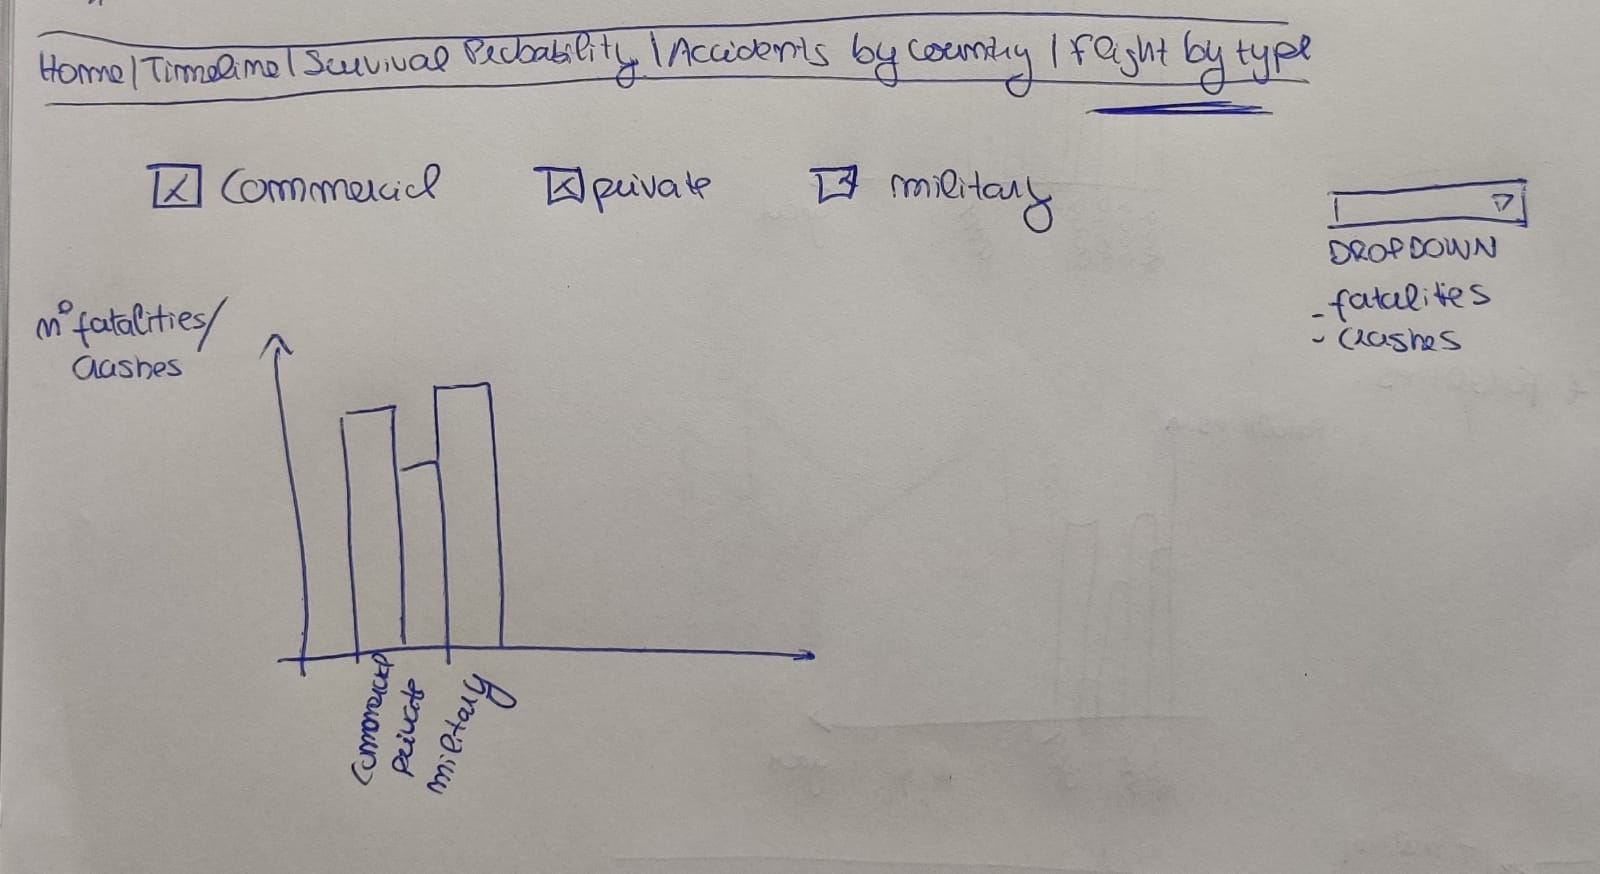 Home | Timeline | Survival Probability | Accidents by country | flight by type
Commercial private military
DROPDOWN
- fatalities
- crashes
n° fatalities/
crashes
Commercial
private
military